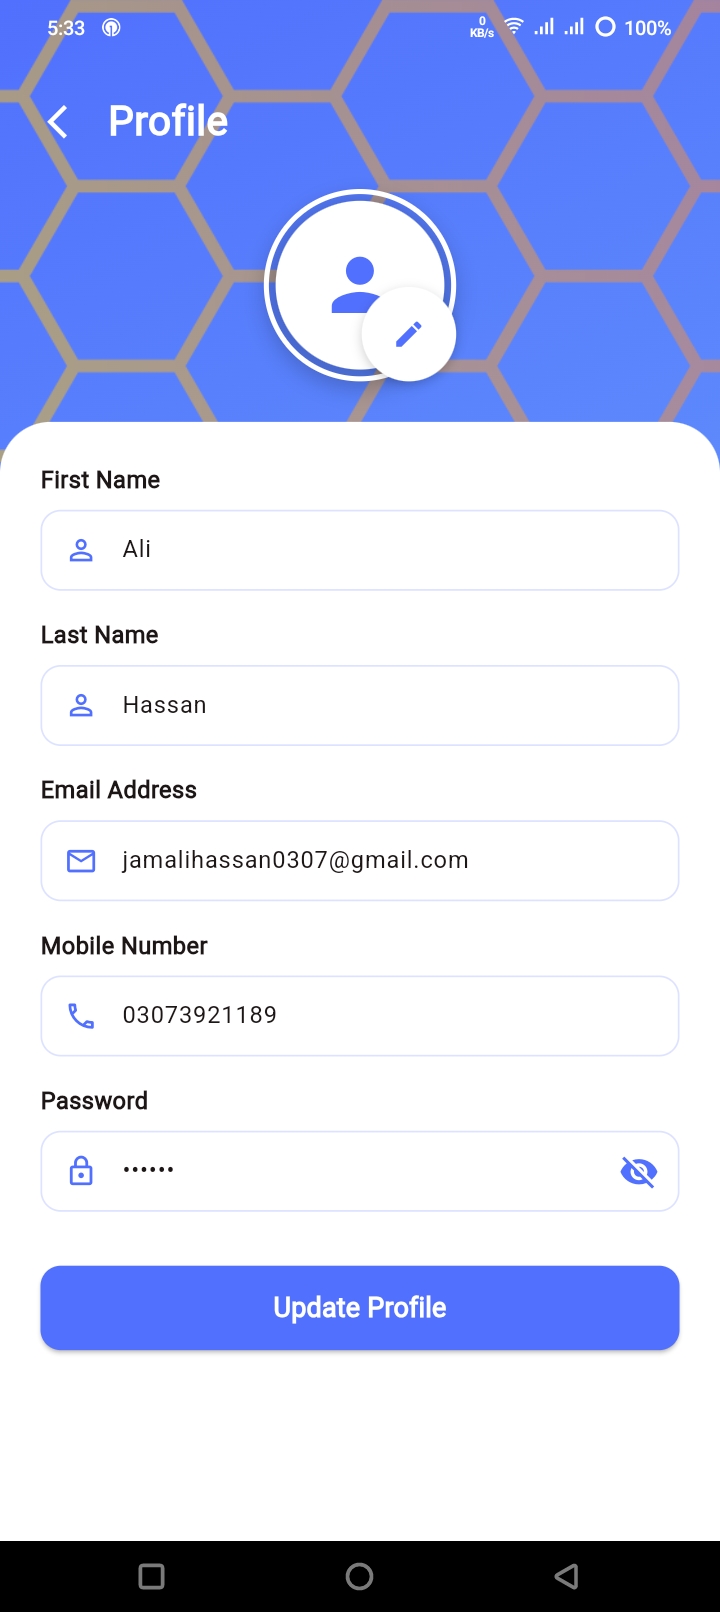 5:33 0 KB/s 100%
Profile
First Name
Ali
Last Name
Hassan
Email Address
jamalihassan0307@gmail.com
Mobile Number
03073921189
Password
••••••
Update Profile